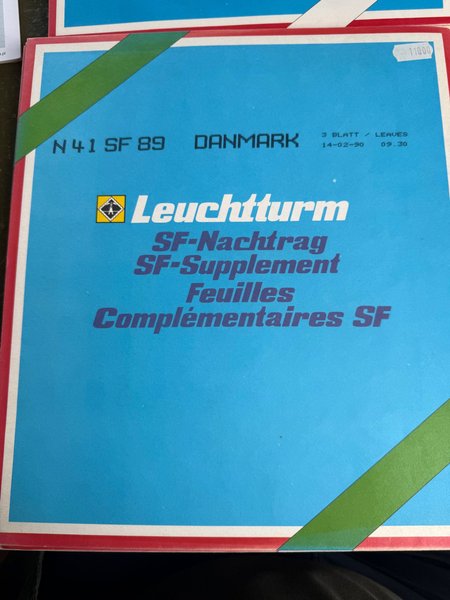 11000
N 41 SF 89 DANMARK 3 BLATT / LEAVES
14-02-90 09.30
Leuchtturm
SF-Nachtrag
SF-Supplement
Feuilles
Complémentaires SF